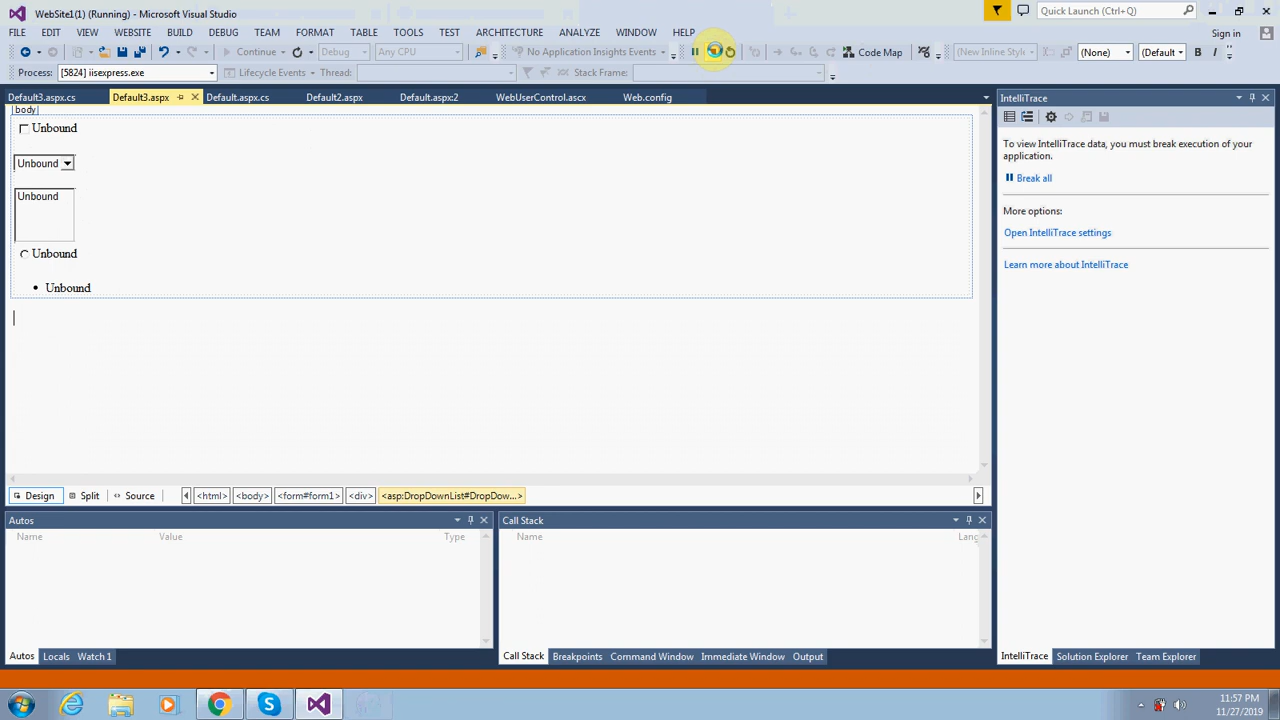 WebSite1(1) (Running) - Microsoft Visual Studio
Quick Launch (Ctrl+Q)
FILE EDIT VIEW WEBSITE BUILD DEBUG TEAM FORMAT TABLE TOOLS TEST ARCHITECTURE ANALYZE WINDOW HELP
Sign in
Continue Debug Any CPU No Application Insights Events Code Map (New Inline Style) (None) (Default B I
Process: [5824] iisexpress.exe Lifecycle Events Thread: Stack Frame:
Default3.aspx.cs Default3.aspx Default.aspx.cs Default2.aspx Default.aspx:2 WebUserControl.ascx Web.config
IntelliTrace
body
Unbound
Unbound
Unbound
Unbound
• Unbound
To view IntelliTrace data, you must break execution of your
application.
Break all
More options:
Open IntelliTrace settings
Learn more about IntelliTrace
Design Split Source <html> <body> <form#form1> <div> <asp:DropDownList#DropDow...>
Autos
Name Value Type
Call Stack
Name Lang
Autos Locals Watch 1
Call Stack Breakpoints Command Window Immediate Window Output
IntelliTrace Solution Explorer Team Explorer
11:57 PM
11/27/2019